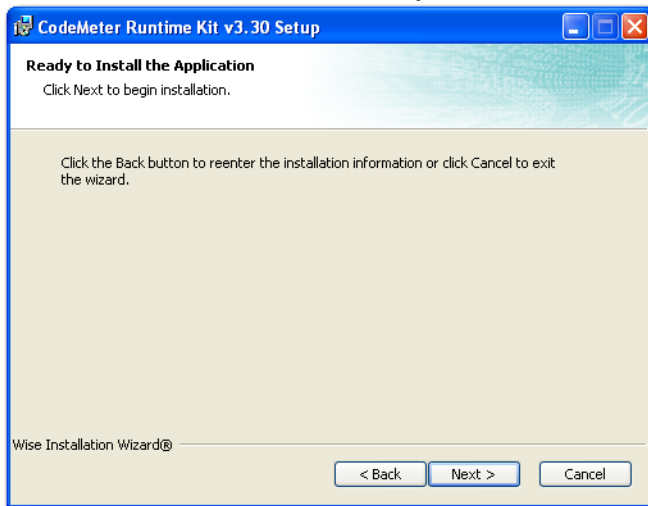 CodeMeter Runtime Kit v3.30 Setup
Ready to Install the Application
Click Next to begin installation.
Click the Back button to reenter the installation information or click Cancel to exit
the wizard.
Wise Installation Wizard®
< Back Next > Cancel